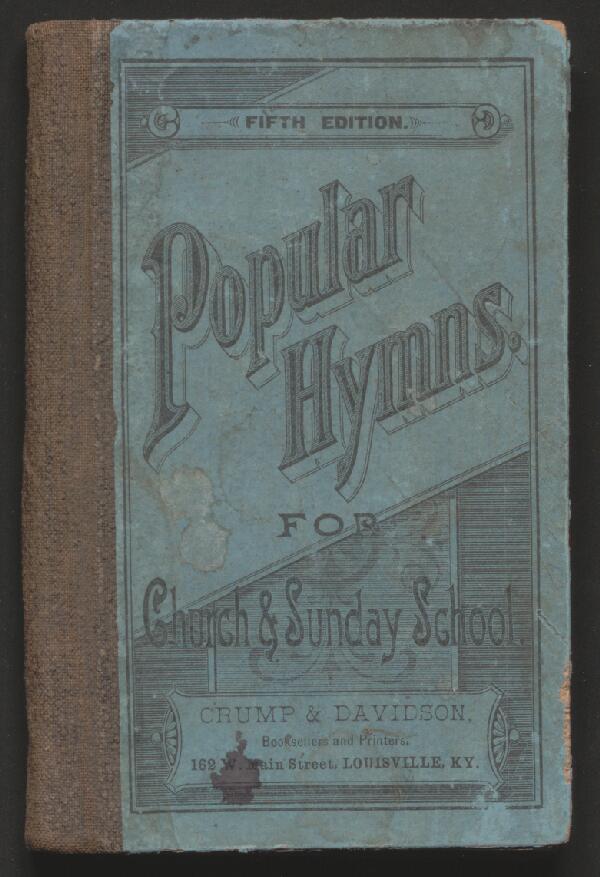 FIFTH EDITION.
Popular
Hymns.
FOR
Church & Sunday School.
CRUMP & DAVIDSON,
Booksellers and Printers,
162 W. Main Street, LOUISVILLE, KY.